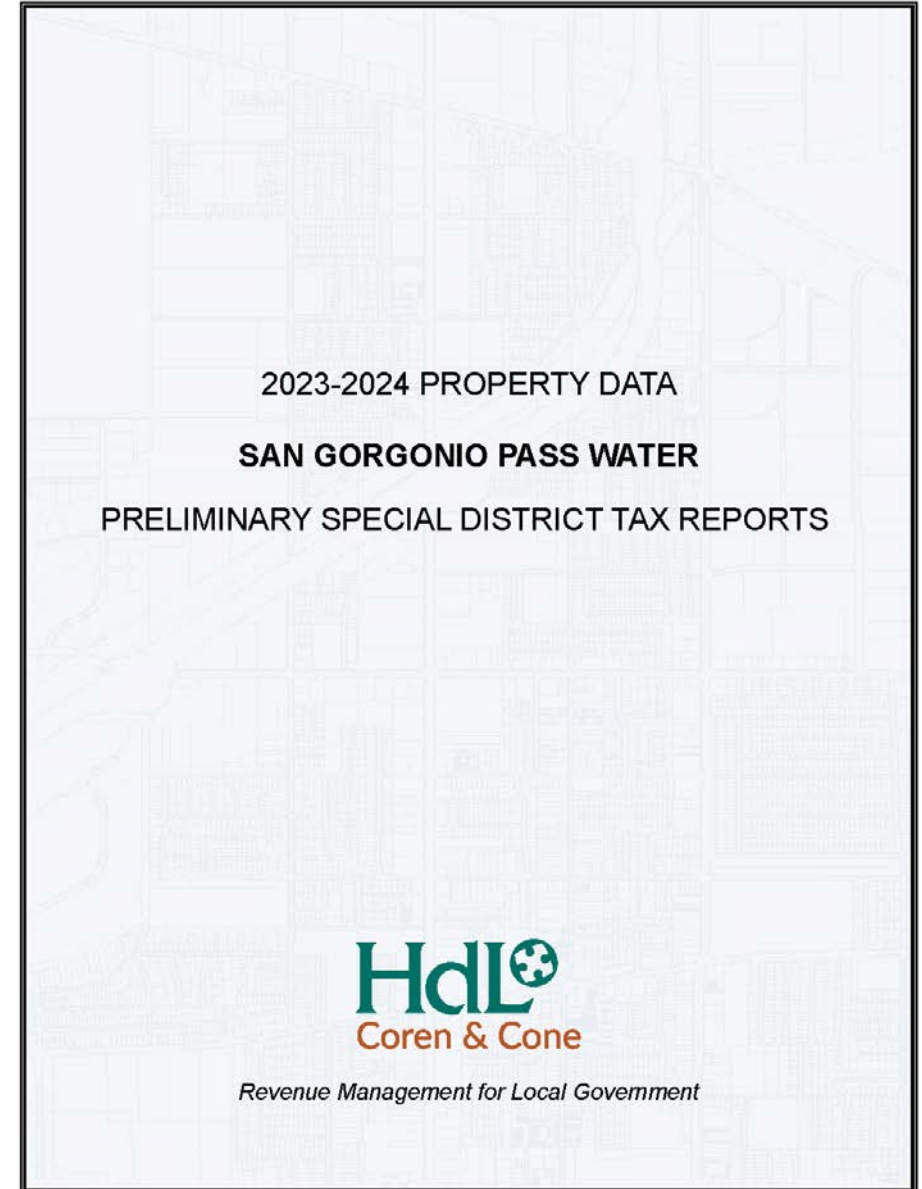 2023-2024 PROPERTY DATA
SAN GORGONIO PASS WATER
PRELIMINARY SPECIAL DISTRICT TAX REPORTS
HdL
Coren & Cone
Revenue Management for Local Government